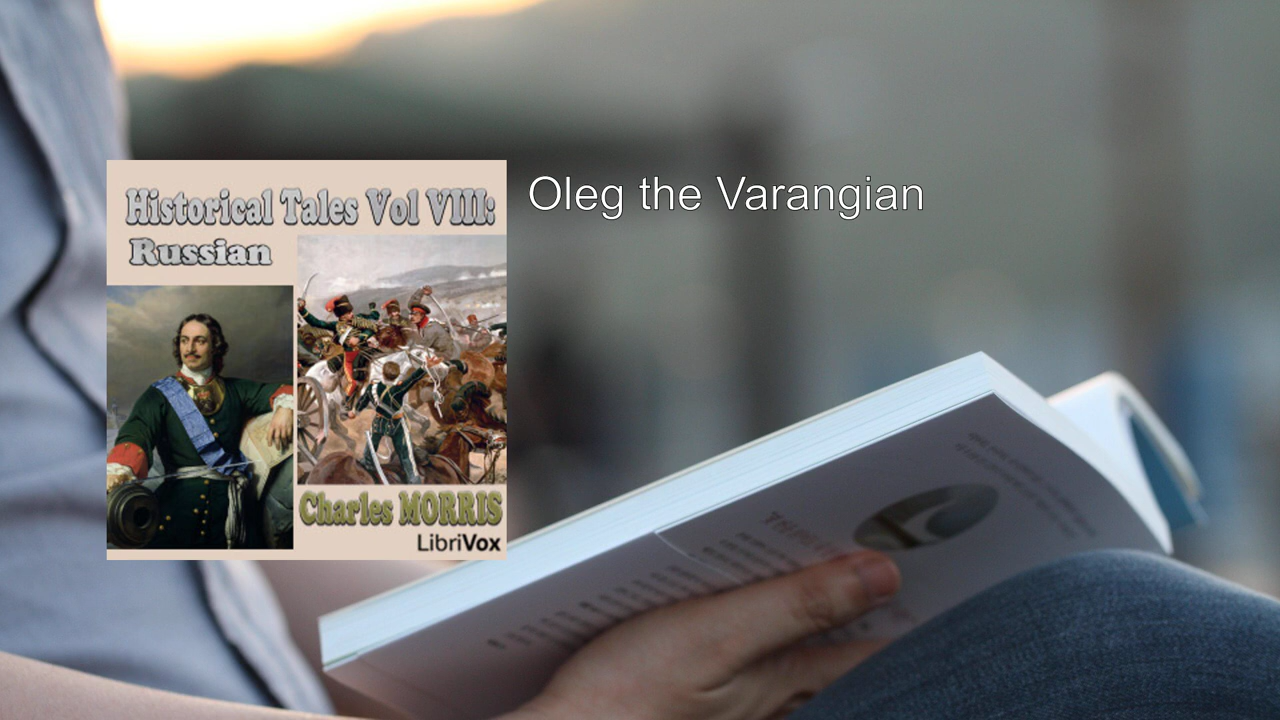 Historical Tales Vol VIII:
Russian
Charles MORRIS
LibriVox
Oleg the Varangian